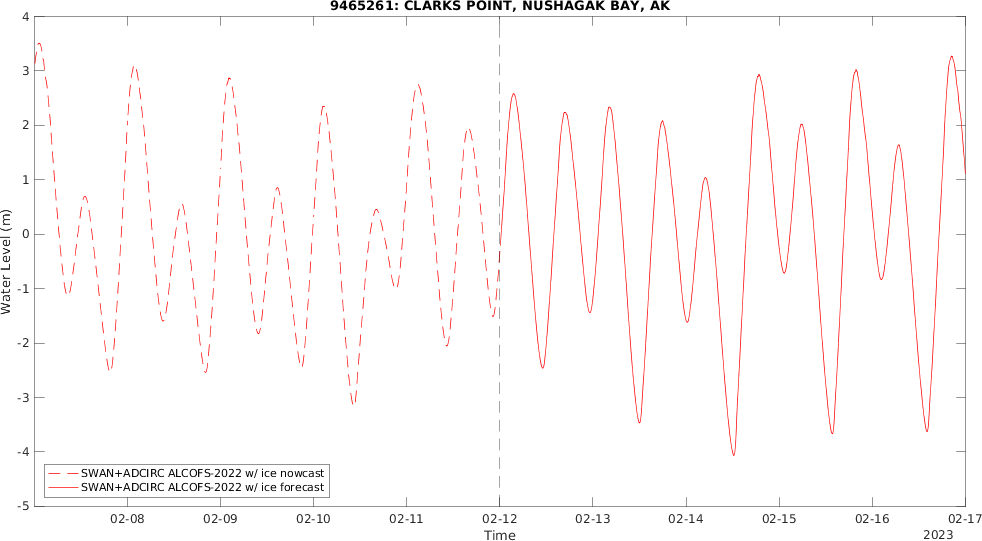 9465261: CLARKS POINT, NUSHAGAK BAY, AK
Water Level (m)
4
3
2
1
0
-1
-2
-3
-4
-5
SWAN+ADCIRC ALCOFS-2022 w/ ice nowcast
SWAN+ADCIRC ALCOFS-2022 w/ ice forecast
02-08 02-09 02-10 02-11 02-12 02-13 02-14 02-15 02-16 02-17
Time
2023